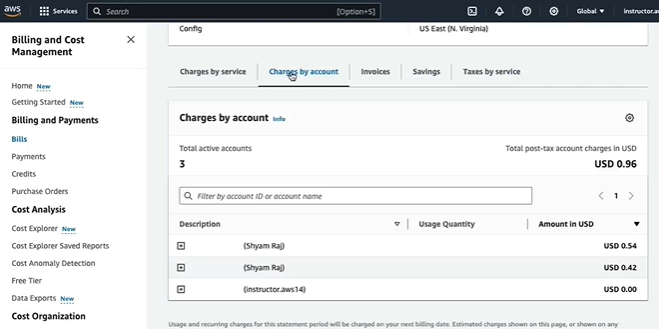 aws Services Search [Option+S] Global instructor.aw
Billing and Cost Management
Home New
Getting Started New
Billing and Payments
Bills
Payments
Credits
Purchase Orders
Cost Analysis
Cost Explorer New
Cost Explorer Saved Reports
Cost Anomaly Detection
Free Tier
Data Exports New
Cost Organization
Config US East (N. Virginia)
Charges by service Charges by account Invoices Savings Taxes by service
Charges by account Info
Total active accounts Total post-tax account charges in USD
3 USD 0.96
Filter by account ID or account name 1
Description Usage Quantity Amount in USD
(Shyam Raj) USD 0.54
(Shyam Raj) USD 0.42
(instructor.aws14) USD 0.00
Usage and recurring charges for this statement period will be charged on your next billing date. Estimated charges shown on this page, or shown on any